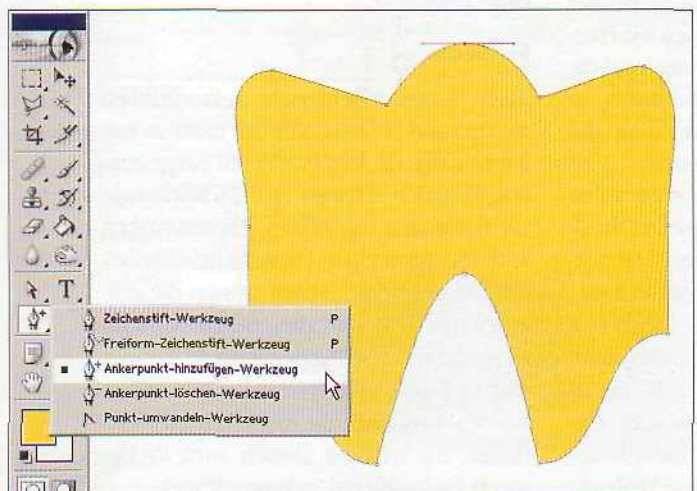 T
Zeichenstift-Werkzeug P
Freiform-Zeichenstift-Werkzeug P
Ankerpunkt-hinzufügen-Werkzeug
Ankerpunkt-löschen-Werkzeug
Punkt-umwandeln-Werkzeug